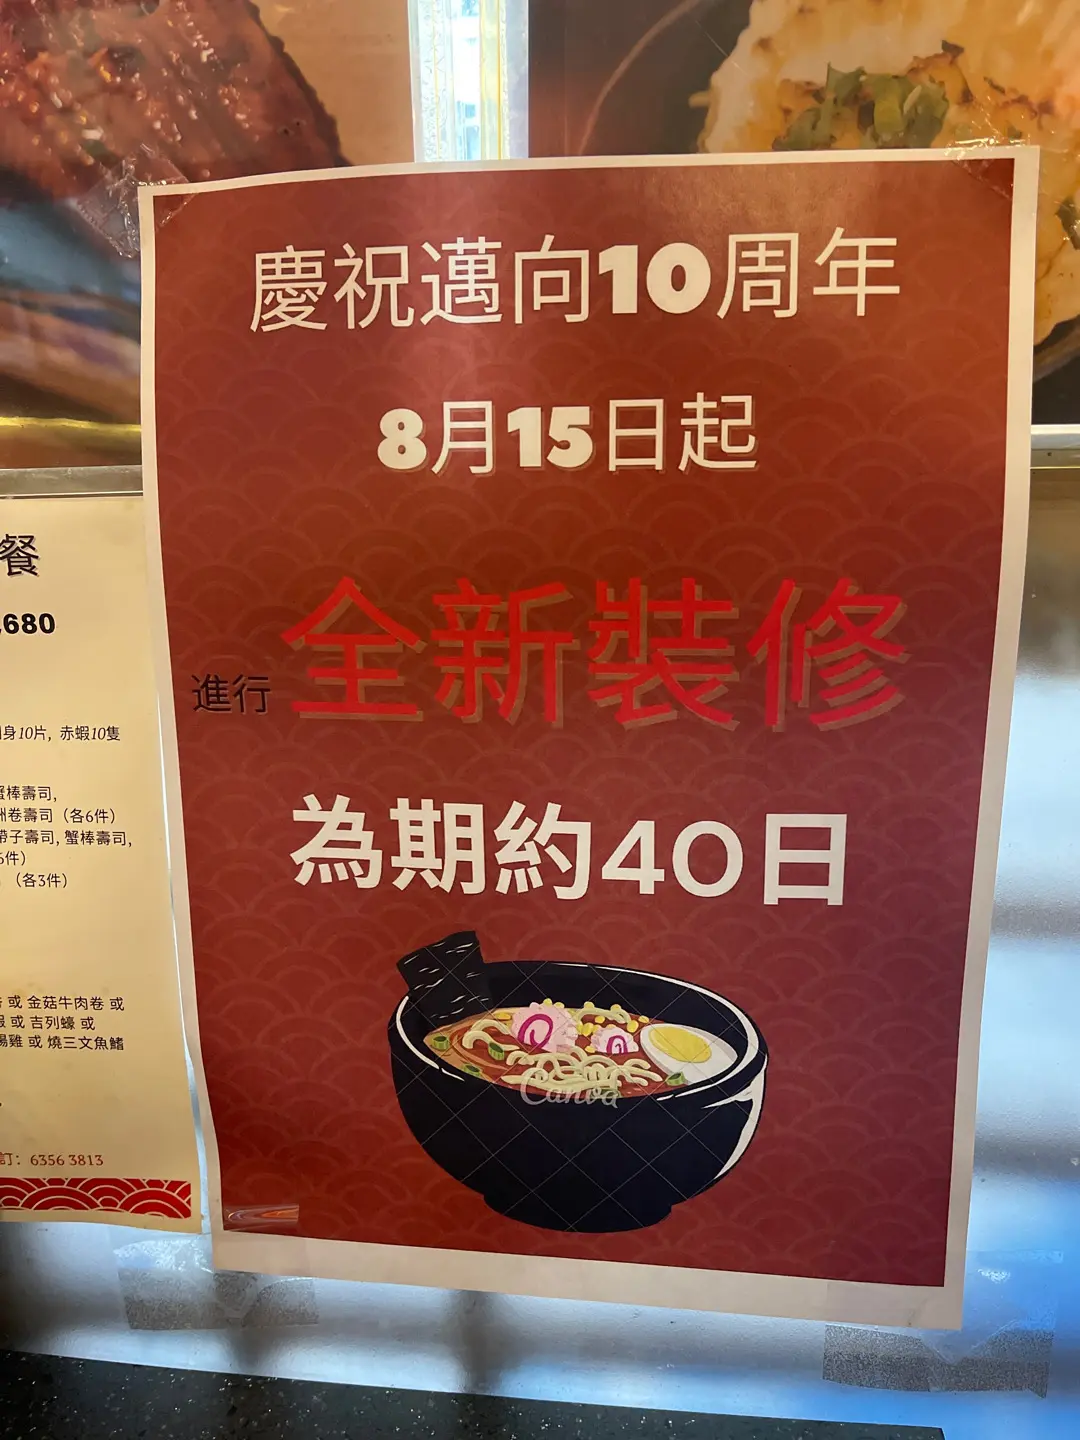 慶祝邁向10周年
8月15日起
進行 全新裝修
為期約40日
Canva
餐
680
身10片, 赤蝦10隻
蟹棒壽司,
卷壽司（各6件）
帶子壽司, 蟹棒壽司,
件）
（各3件）
或 金菇牛肉卷 或
或 吉列蠔 或
雞 或 燒三文魚鰭
訂：6356 3813